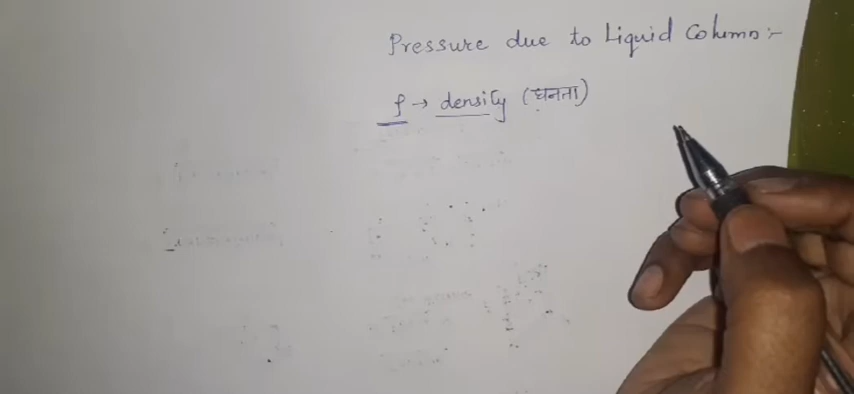 Pressure due to Liquid Column:-
ρ → density (घनता)